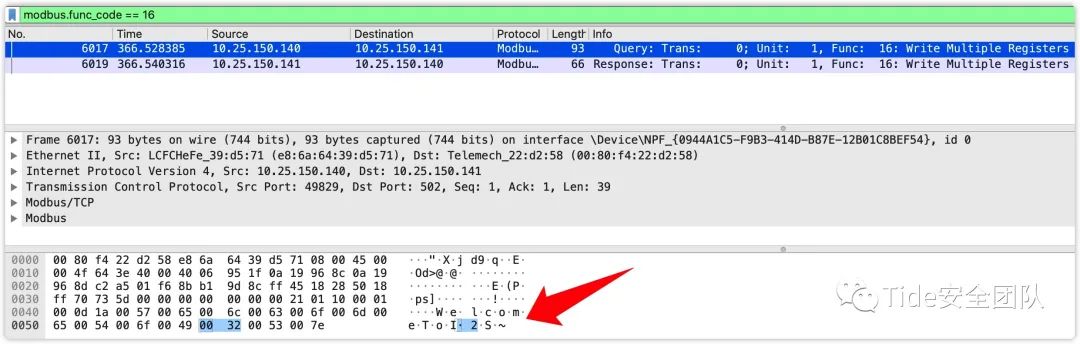 modbus.func_code == 16
No. Time Source Destination Protocol Length Info
6017 366.528385 10.25.150.140 10.25.150.141 Modbu… 93 Query: Trans: 0; Unit: 1, Func: 16: Write Multiple Registers
6019 366.540316 10.25.150.141 10.25.150.140 Modbu… 66 Response: Trans: 0; Unit: 1, Func: 16: Write Multiple Registers
Frame 6017: 93 bytes on wire (744 bits), 93 bytes captured (744 bits) on interface \Device\NPF_{0944A1C5-F9B3-414D-B87E-12B01C8BEF54}, id 0
Ethernet II, Src: LCFCHeFe_39:d5:71 (e8:6a:64:39:d5:71), Dst: Telemech_22:d2:58 (00:80:f4:22:d2:58)
Internet Protocol Version 4, Src: 10.25.150.140, Dst: 10.25.150.141
Transmission Control Protocol, Src Port: 49829, Dst Port: 502, Seq: 1, Ack: 1, Len: 39
Modbus/TCP
Modbus
0000 00 80 f4 22 d2 58 e8 6a 64 39 d5 71 08 00 45 00 ···"·X·j d9·q··E·
0010 00 4f 64 3e 40 00 40 06 95 1f 0a 19 96 8c 0a 19 ·Od>@·@· ········
0020 96 8d c2 a5 01 f6 8b b1 9d 8c ff 45 18 28 50 18 ········ ···E·(P·
0030 ff 70 73 5d 00 00 00 00 00 00 00 21 01 10 00 01 ·ps]···· ···!····
0040 00 0d 1a 00 57 00 65 00 6c 00 63 00 6f 00 6d 00 ····W·e· l·c·o·m·
0050 65 00 54 00 6f 00 49 00 32 00 53 00 7e e·T·o·I· 2·S·~
Tide安全团队